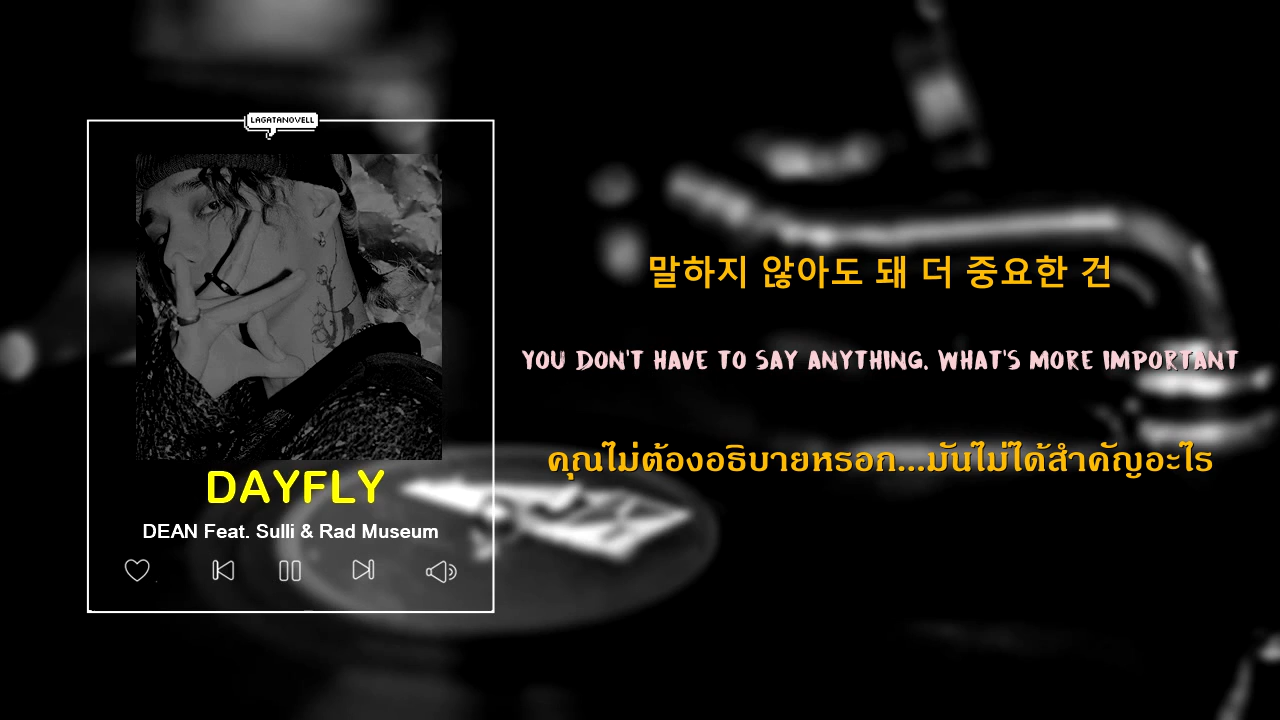 LAGATANOVELL
DAYFLY
DEAN Feat. Sulli & Rad Museum
말하지 않아도 돼 더 중요한 건
YOU DON'T HAVE TO SAY ANYTHING. WHAT'S MORE IMPORTANT
คุณไม่ต้องอธิบายหรอก...มันไม่ได้สำคัญอะไร